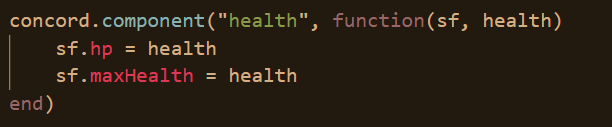 concord.component("health", function(sf, health)
    sf.hp = health
    sf.maxHealth = health
end)